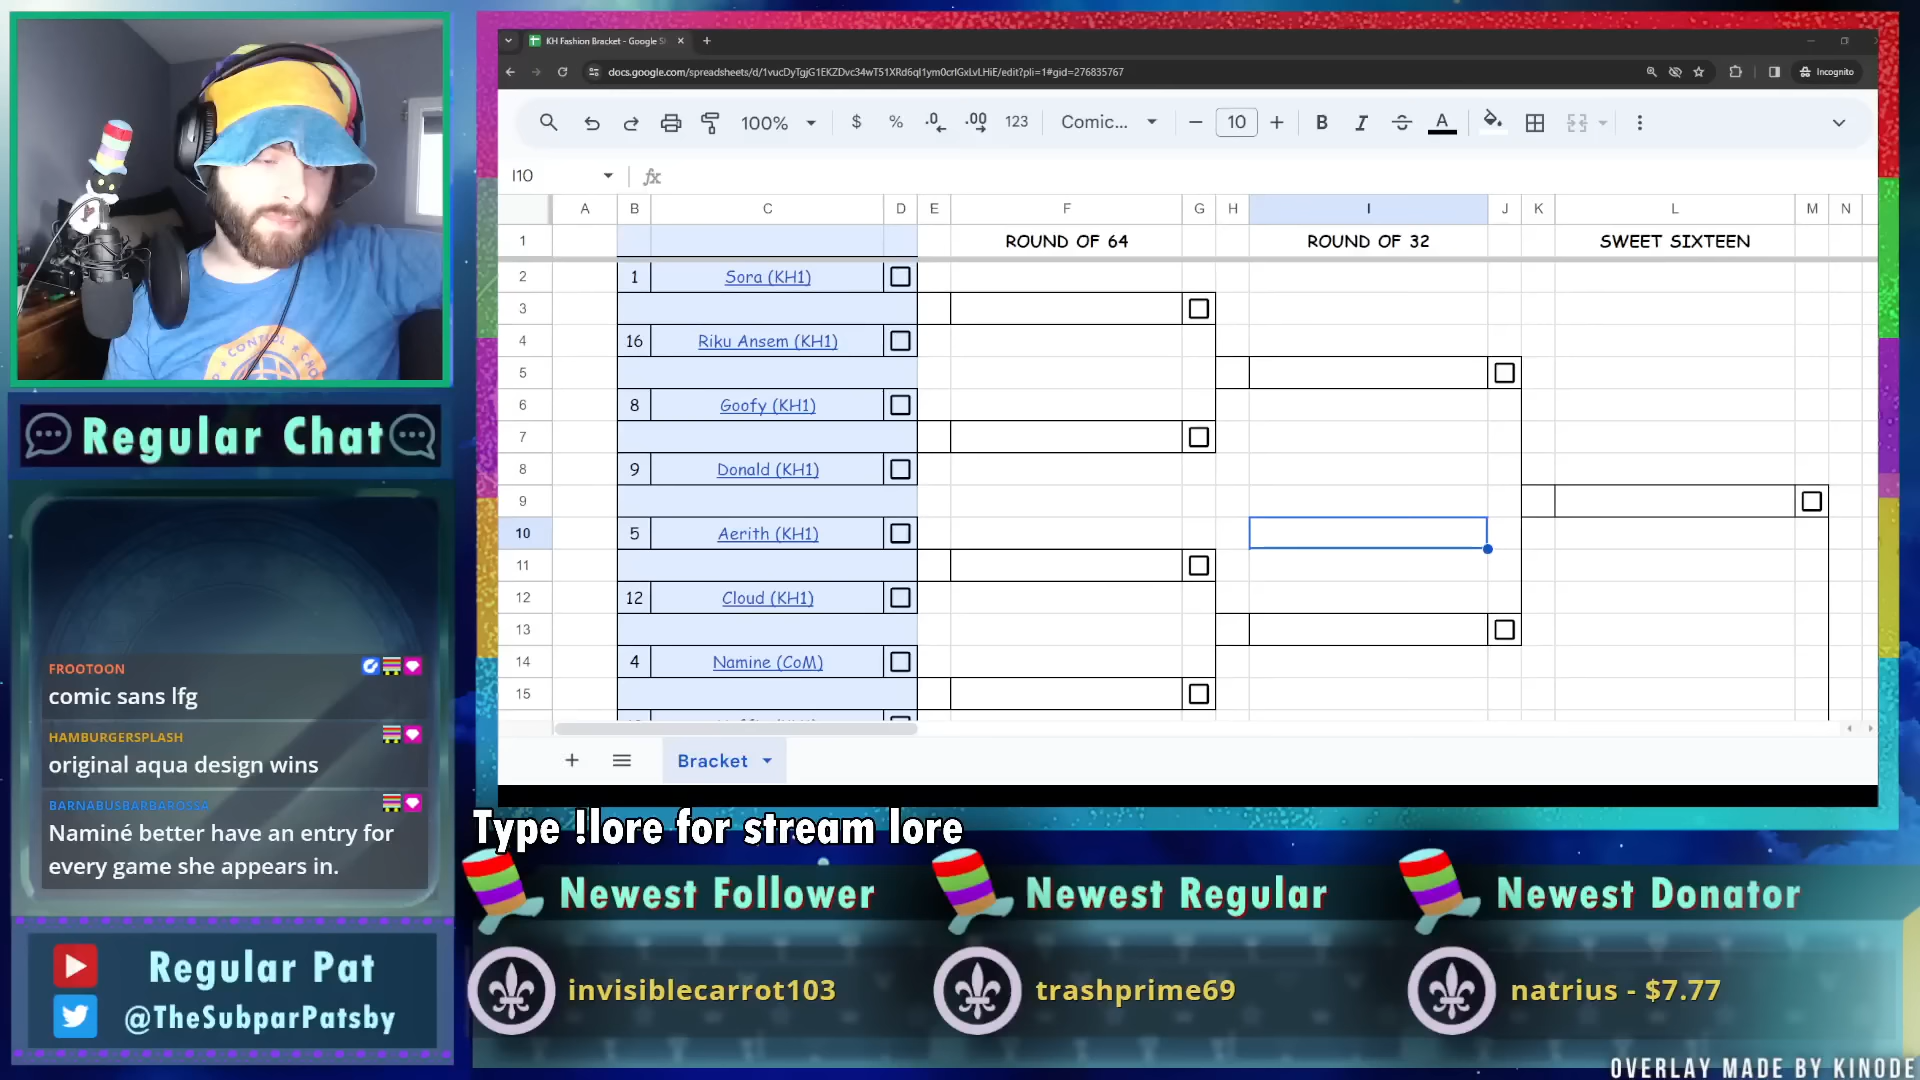 KH Fashion Bracket - Google S
docs.google.com/spreadsheets/d/1vucDyTgjG1EKZDvc34wT51XRd6qI1ym0crIGxLvLHiE/edit?pli=1#gid=276835767
Incognito
100%
$ % .0 .00 123
Comic...
10
B I A
I10
fx
A B C D E F G H I J K L M N
1 ROUND OF 64 ROUND OF 32 SWEET SIXTEEN
2 1 Sora (KH1)
3
4 16 Riku Ansem (KH1)
5
6 8 Goofy (KH1)
7
8 9 Donald (KH1)
9
10 5 Aerith (KH1)
11
12 12 Cloud (KH1)
13
14 4 Namine (CoM)
15
Bracket
Regular Chat
FROOTOON
comic sans lfg
HAMBURGERSPLASH
original aqua design wins
BARNABUSBARBAROSSA
Naminé better have an entry for
every game she appears in.
Regular Pat
@TheSubparPatsby
Type !lore for stream lore
Newest Follower
invisiblecarrot103
Newest Regular
trashprime69
Newest Donator
natrius - $7.77
OVERLAY MADE BY KINODE